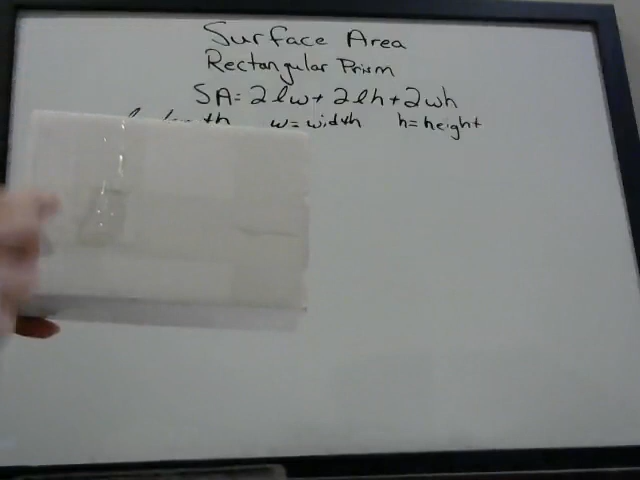 Surface Area
Rectangular Prism
SA = 2lw + 2lh + 2wh
w = width h = height